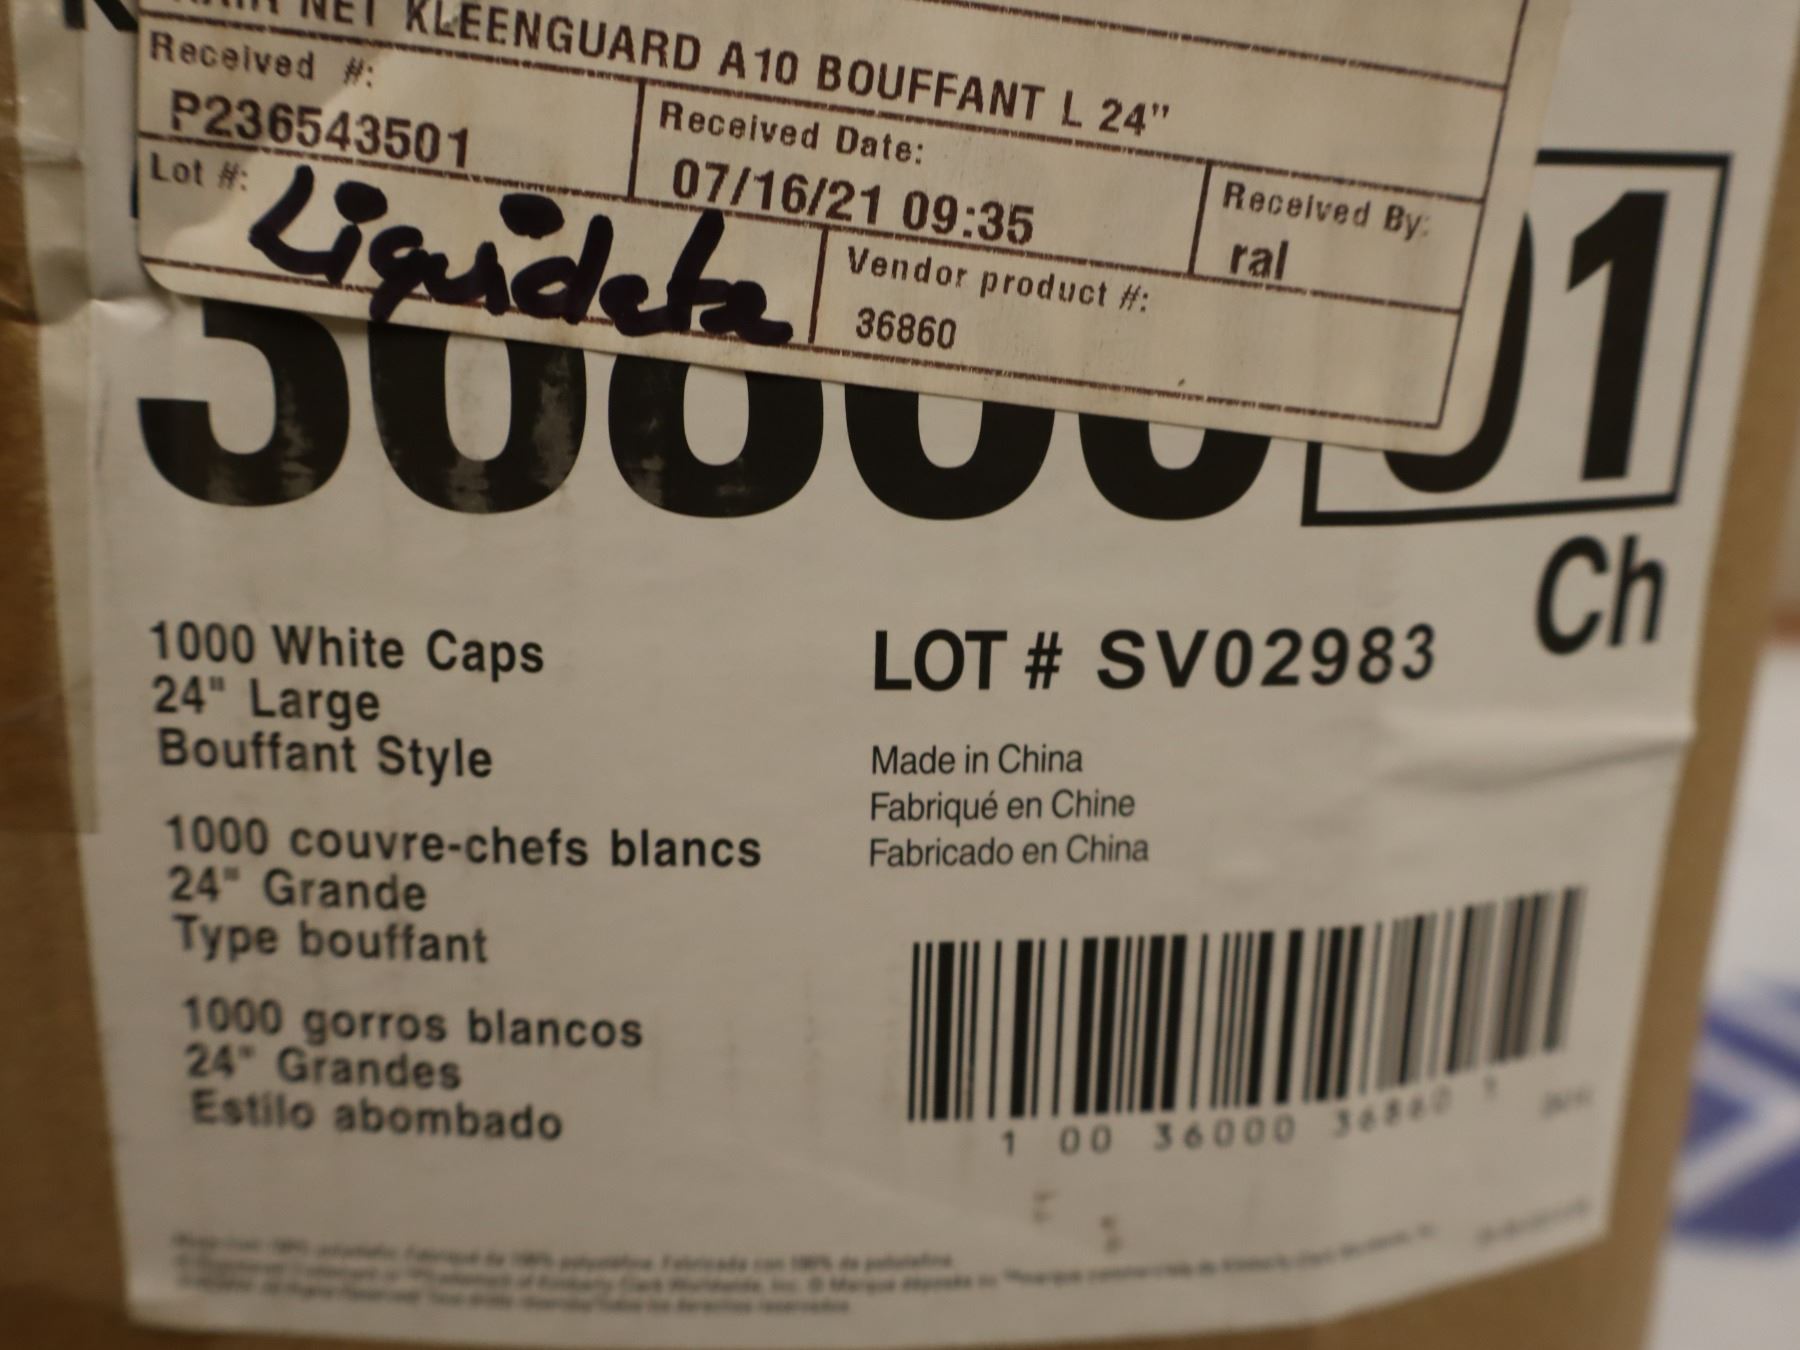 NET KLEENGUARD A10 BOUFFANT L 24"
Received #:
P236543501
Received Date:
07/16/21 09:35
Received By:
ral
Lot #:
Liquidate
Vendor product #:
36860
1
Ch
1000 White Caps
24" Large
Bouffant Style
1000 couvre-chefs blancs
24" Grande
Type bouffant
1000 gorros blancos
24" Grandes
Estilo abombado
LOT # SV02983
Made in China
Fabriqué en Chine
Fabricado en China
1 00 36000 36860 1